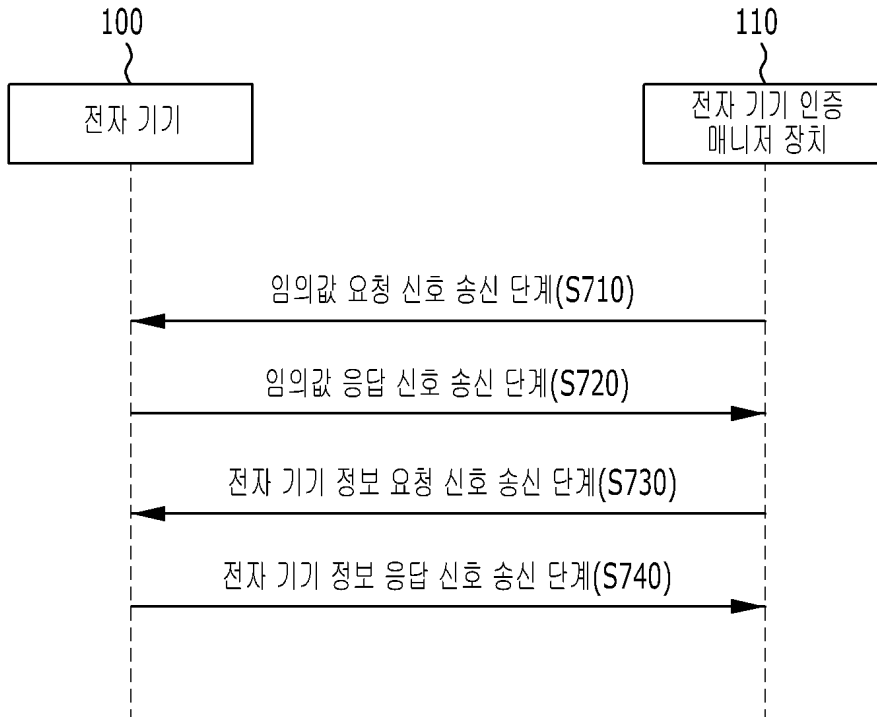 100
110
전자 기기
전자 기기 인증
매니저 장치
임의값 요청 신호 송신 단계(S710)
임의값 응답 신호 송신 단계(S720)
전자 기기 정보 요청 신호 송신 단계(S730)
전자 기기 정보 응답 신호 송신 단계(S740)